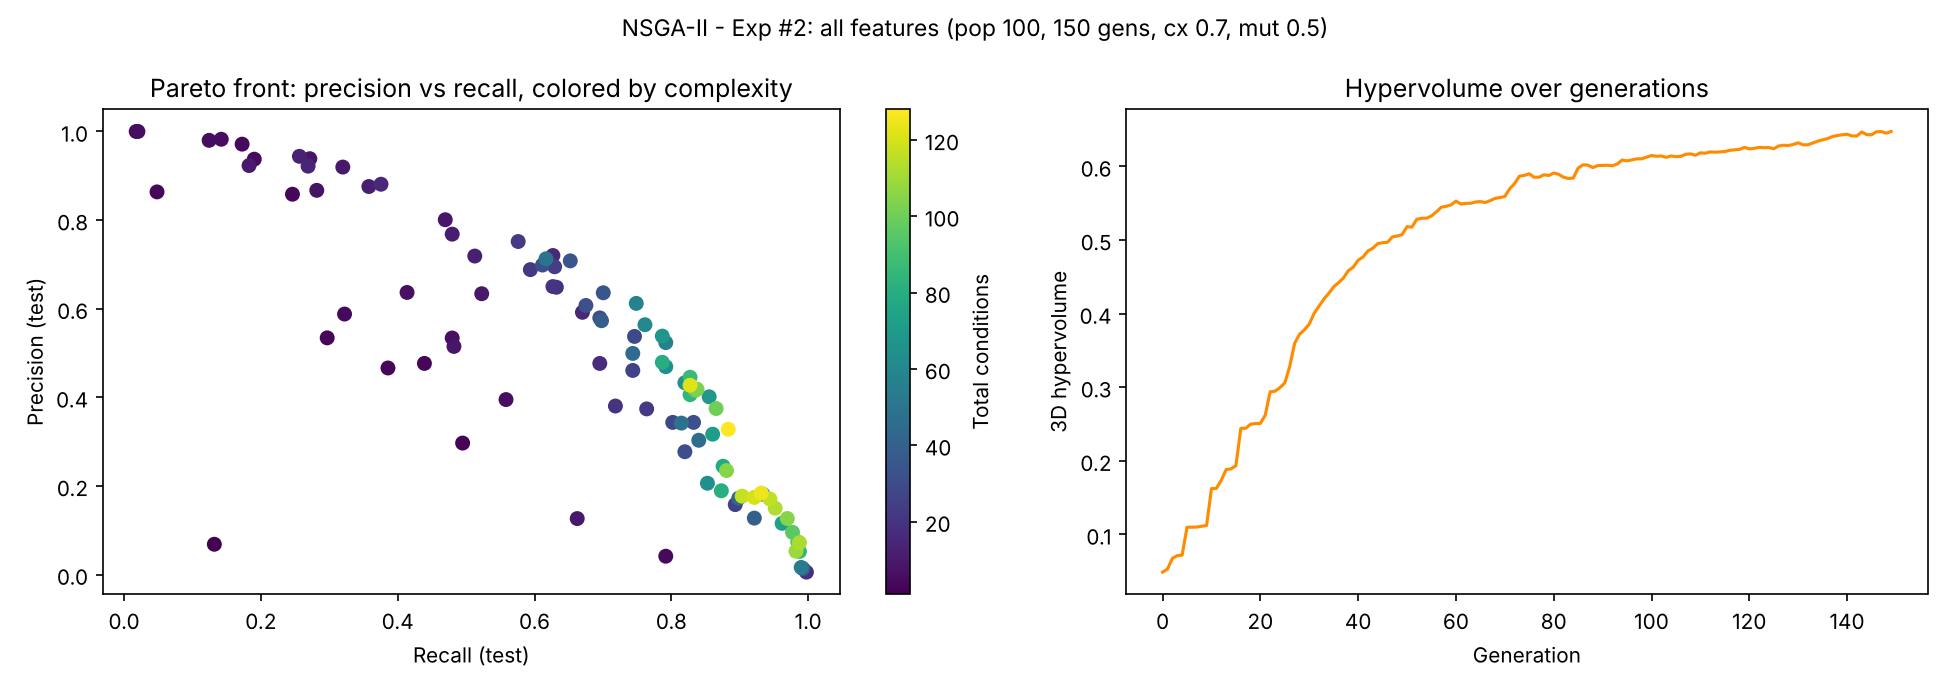 NSGA-II - Exp #2: all features (pop 100, 150 gens, cx 0.7, mut 0.5)
Pareto front: precision vs recall, colored by complexity
Precision (test)
1.0
0.8
0.6
0.4
0.2
0.0
0.0 0.2 0.4 0.6 0.8 1.0
Recall (test)
120
100
80
60
40
20
Total conditions
Hypervolume over generations
3D hypervolume
0.6
0.5
0.4
0.3
0.2
0.1
0 20 40 60 80 100 120 140
Generation